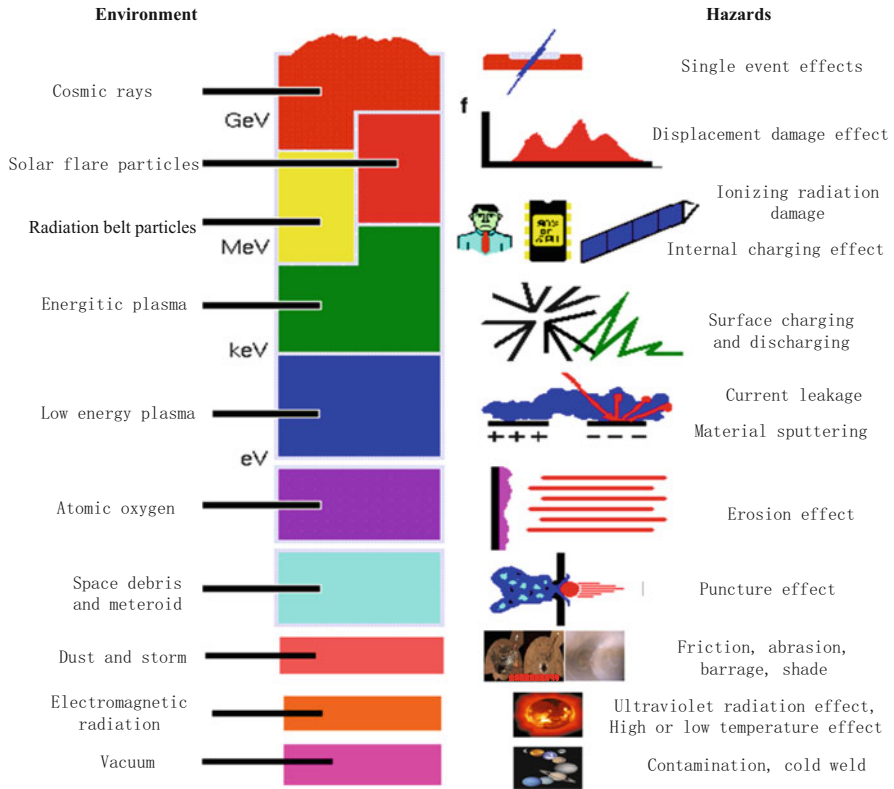 Environment
Hazards
Cosmic rays
GeV
Single event effects
f
Displacement damage effect
Solar flare particles
Ionizing radiation
damage
Radiation belt particles
MeV
Internal charging effect
Energitic plasma
keV
Surface charging
and discharging
Low energy plasma
Current leakage
+ + +
- - -
Material sputtering
eV
Atomic oxygen
Erosion effect
Space debris
and meteroid
Puncture effect
Dust and storm
Friction, abrasion,
barrage, shade
Electromagnetic
radiation
Ultraviolet radiation effect,
High or low temperature effect
Vacuum
Contamination, cold weld